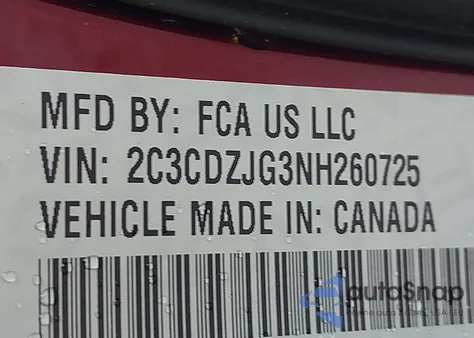 MFD BY: FCA US LLC
VIN: 2C3CDZJG3NH260725
VEHICLE MADE IN: CANADA
autoSnap